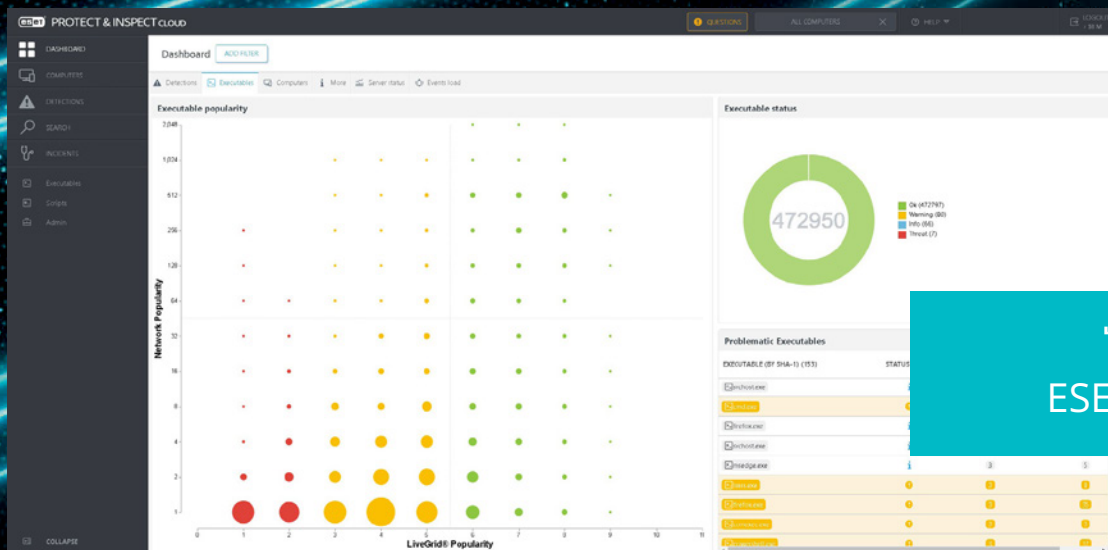 eset PROTECT & INSPECT CLOUD
QUESTIONS
ALL COMPUTERS
HELP
LOGOUT
DASHBOARD
COMPUTERS
DETECTIONS
SEARCH
INCIDENTS
Executables
Scripts
Admin
COLLAPSE
Dashboard
ADD FILTER
Detections
Executables
Computers
More
Server status
Events load
Executable popularity
2,048
1,024
512
256
128
64
32
16
8
4
2
1
Network Popularity
0
1
2
3
4
5
6
7
8
9
10
11
LiveGrid® Popularity
Executable status
472950
Ok (472797)
Warning (80)
Info (66)
Threat (7)
Problematic Executables
EXECUTABLE (BY SHA-1) (153)
STATUS
msedge.exe
3
5
ESE